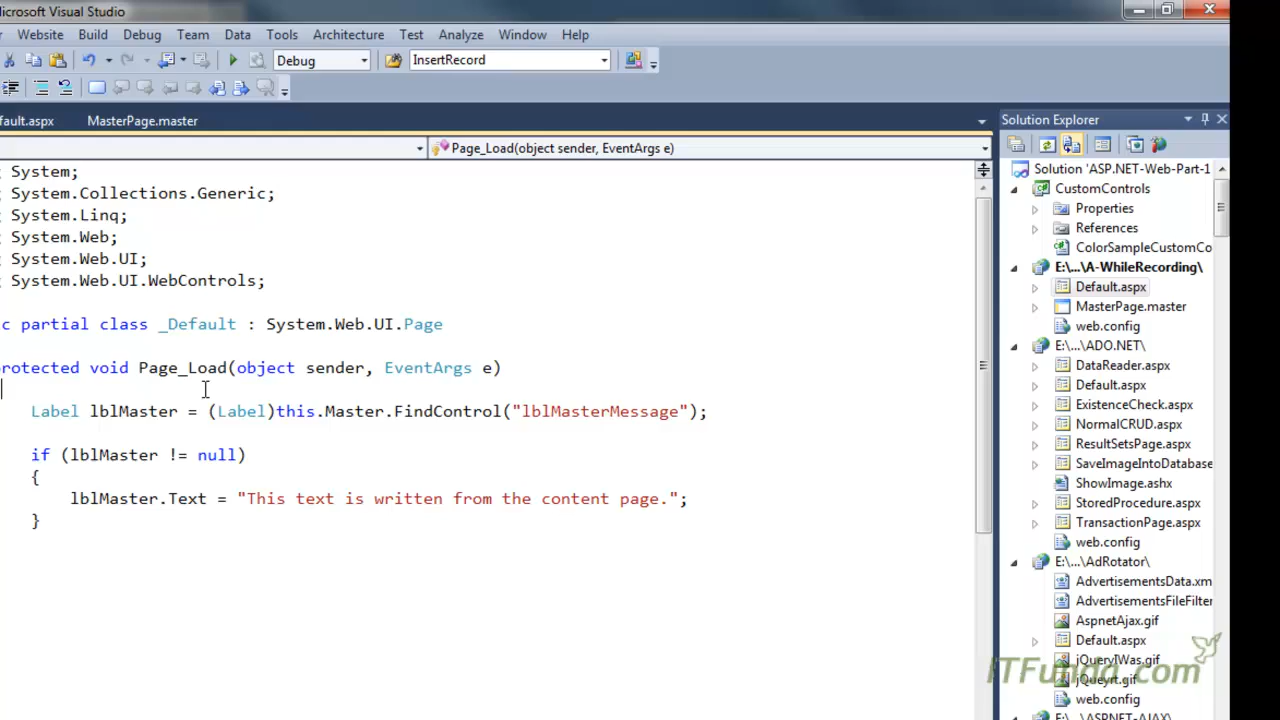 Microsoft Visual Studio
Website Build Debug Team Data Tools Architecture Test Analyze Window Help
Debug InsertRecord
fault.aspx MasterPage.master
Page_Load(object sender, EventArgs e)
System;
System.Collections.Generic;
System.Linq;
System.Web;
System.Web.UI;
System.Web.UI.WebControls;
c partial class _Default : System.Web.UI.Page
rotected void Page_Load(object sender, EventArgs e)
Label lblMaster = (Label)this.Master.FindControl("lblMasterMessage");
if (lblMaster != null)
{
lblMaster.Text = "This text is written from the content page.";
}
Solution Explorer
Solution 'ASP.NET-Web-Part-1
CustomControls
Properties
References
ColorSampleCustomCo
E:\...\A-WhileRecording\
Default.aspx
MasterPage.master
web.config
E:\...\ADO.NET\
DataReader.aspx
Default.aspx
ExistenceCheck.aspx
NormalCRUD.aspx
ResultSetsPage.aspx
SaveImageIntoDatabase
ShowImage.ashx
StoredProcedure.aspx
TransactionPage.aspx
web.config
E:\...\AdRotator\
AdvertisementsData.xm
AdvertisementsFileFilter
AspnetAjax.gif
Default.aspx
jQueryIWas.gif
jQueyrt.gif
web.config
E:\...\ASP.NET-AJAX\
ITFunda.com